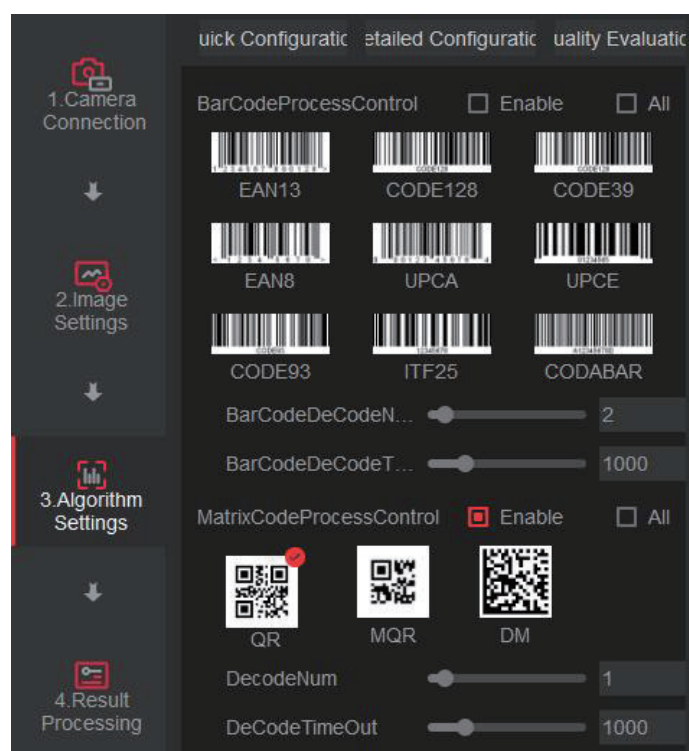 uick Configuratic etailed Configuratic uality Evaluatic
1.Camera
Connection
2.Image
Settings
3.Algorithm
Settings
4.Result
Processing
BarCodeProcessControl Enable All
EAN13 CODE128 CODE39
EAN8 UPCA UPCE
CODE93 ITF25 CODABAR
BarCodeDeCodeN... 2
BarCodeDeCodeT... 1000
MatrixCodeProcessControl Enable All
QR MQR DM
DecodeNum 1
DeCodeTimeOut 1000